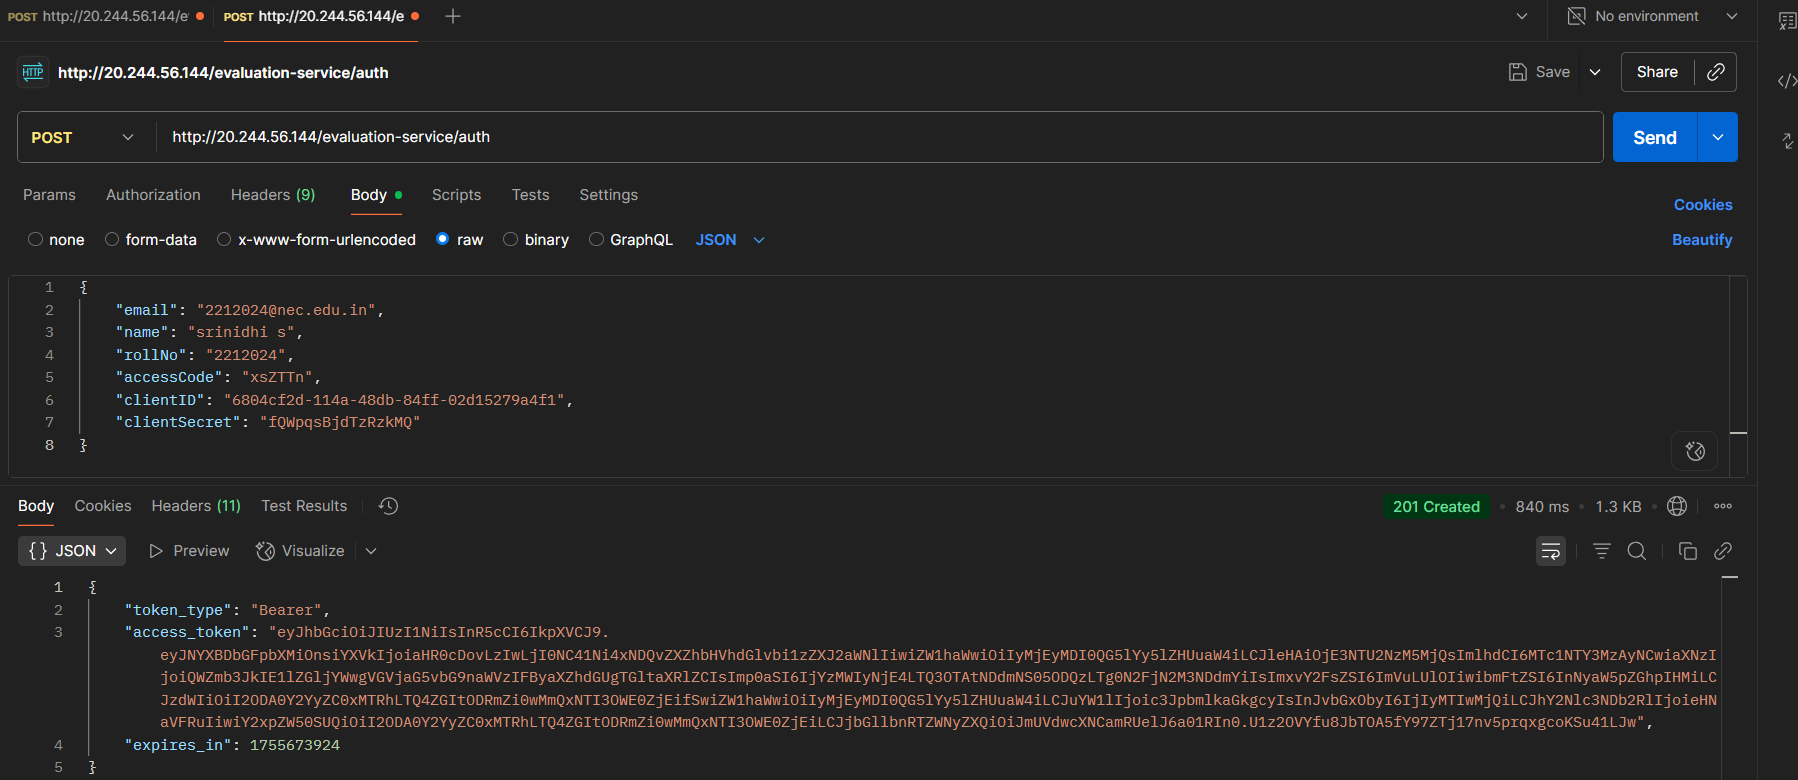 POST http://20.244.56.144/e
POST http://20.244.56.144/e
No environment
HTTP http://20.244.56.144/evaluation-service/auth
Save
Share
POST
http://20.244.56.144/evaluation-service/auth
Send
Params Authorization Headers (9) Body Scripts Tests Settings
Cookies
none form-data x-www-form-urlencoded raw binary GraphQL JSON
Beautify
1 {
2 "email": "2212024@nec.edu.in",
3 "name": "srinidhi s",
4 "rollNo": "2212024",
5 "accessCode": "xsZTTn",
6 "clientID": "6804cf2d-114a-48db-84ff-02d15279a4f1",
7 "clientSecret": "fQWpqsBjdTzRzkMQ"
8 }
Body Cookies Headers (11) Test Results
201 Created 840 ms 1.3 KB
{} JSON Preview Visualize
1 {
2 "token_type": "Bearer",
3 "access_token": "eyJhbGciOiJIUzI1NiIsInR5cCI6IkpXVCJ9.
eyJNYXBDbGFpbXMiOnsiYXVkIjoiaHR0cDovLzIwLjI0NC41Ni4xNDQvZXZhbHVhdGlvbi1zZXJ2aWNlIiwiZW1haWwiOiIyMjEyMDI0QG5lYy5lZHUuaW4iLCJleHAiOjE3NTU2NzM5MjQsImlhdCI6MTc1NTY3MzAyNCwiaXNzI
joiQWZmb3JkIE1lZGljYWwgVGVjaG5vbG9naWVzIFByaXZhdGUgTGltaXRlZCIsImp0aSI6IjYzMWIyNjE4LTQ3OTAtNDdmNS05ODQzLTg0N2FjN2M3NDdmYiIsImxvY2FsZSI6ImVuLUlOIiwibmFtZSI6InNyaW5pZGhpIHMiLC
JzdWIiOiI2ODA0Y2YyZC0xMTRhLTQ4ZGItODRmZi0wMmQxNTI3OWE0ZjEifSwiZW1haWwiOiIyMjEyMDI0QG5lYy5lZHUuaW4iLCJuYW1lIjoic3JpbmlkaGkgcyIsInJvbGxObyI6IjIyMTIwMjQiLCJhY2Nlc3NDb2RlIjoieHN
aVFRuIiwiY2xpZW50SUQiOiI2ODA0Y2YyZC0xMTRhLTQ4ZGItODRmZi0wMmQxNTI3OWE0ZjEiLCJjbGllbnRTZWNyZXQiOiJmUVdwcXNCamRUelJ6a01RIn0.U1z2OVYfu8JbTOA5fY97ZTj17nv5prqxgcoKSu41LJw",
4 "expires_in": 1755673924
5 }